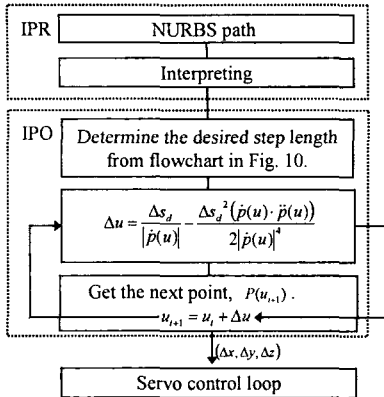 IPR
NURBS path
Interpreting
IPO
Determine the desired step length
from flowchart in Fig. 10.
Δu = Δs_d / |ṗ(u)| − Δs_d²(ṗ(u)·p̈(u)) / 2|ṗ(u)|⁴
Get the next point, P(u_{i+1}) .
u_{i+1} = u_i + Δu
(Δx, Δy, Δz)
Servo control loop